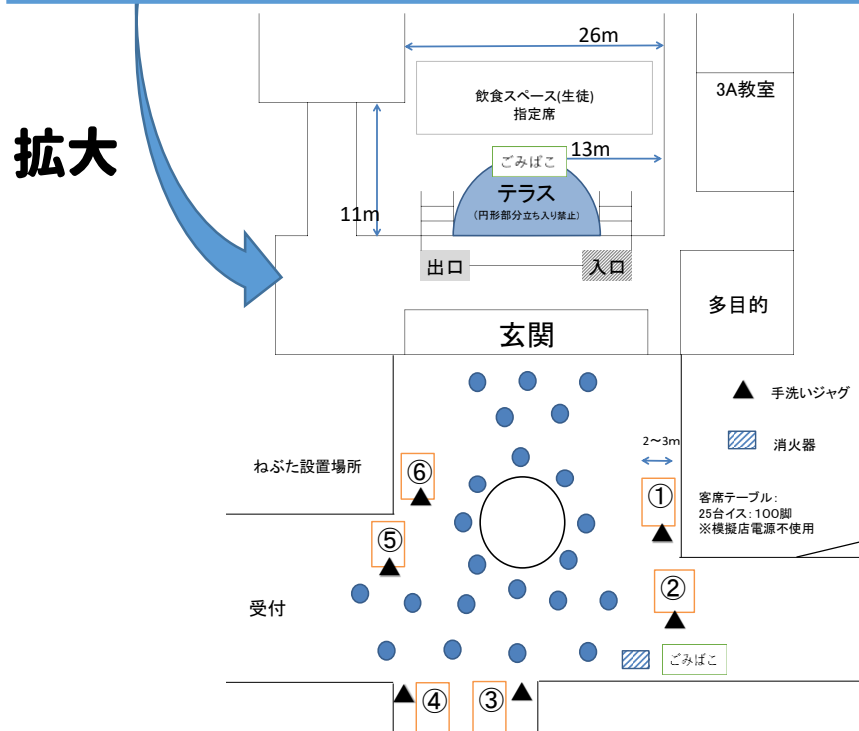 26m
飲食スペース(生徒)
指定席
3A教室
拡大
ごみばこ
13m
テラス
(円形部分立ち入り禁止)
11m
出口
入口
多目的
玄関
手洗いジャグ
2～3m
消火器
ねぶた設置場所
⑥
①
客席テーブル:
25台イス:100脚
※模擬店電源不使用
⑤
②
受付
ごみばこ
④
③